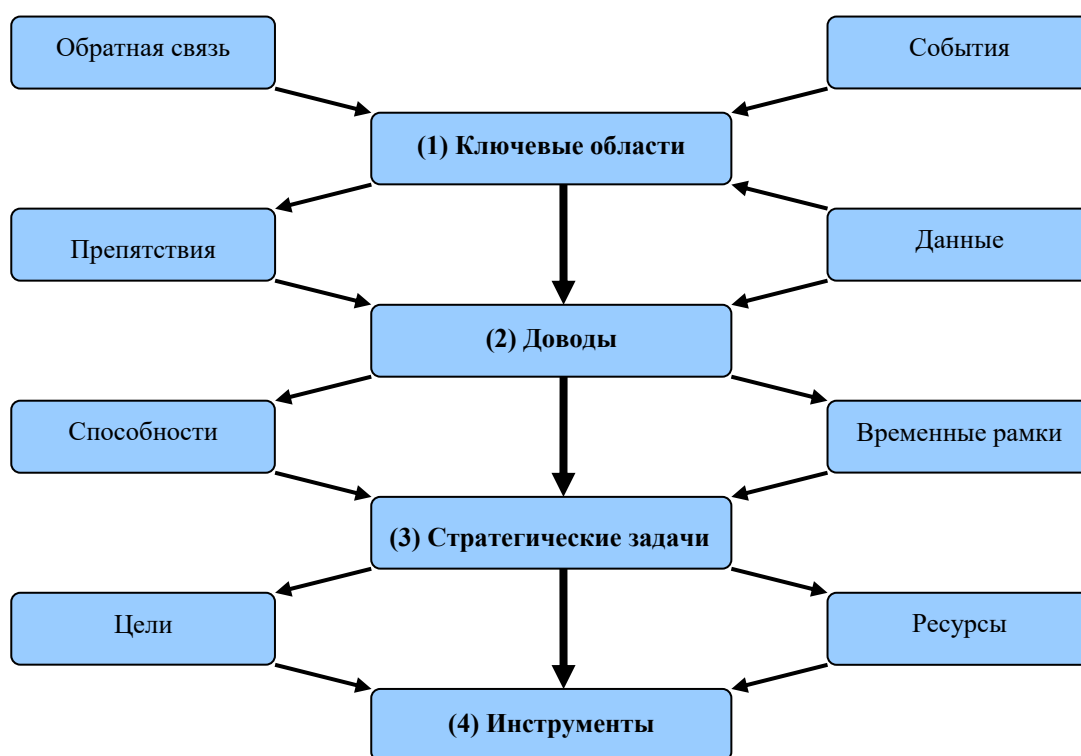 Обратная связь
События
(1) Ключевые области
Препятствия
Данные
(2) Доводы
Способности
Временные рамки
(3) Стратегические задачи
Цели
Ресурсы
(4) Инструменты